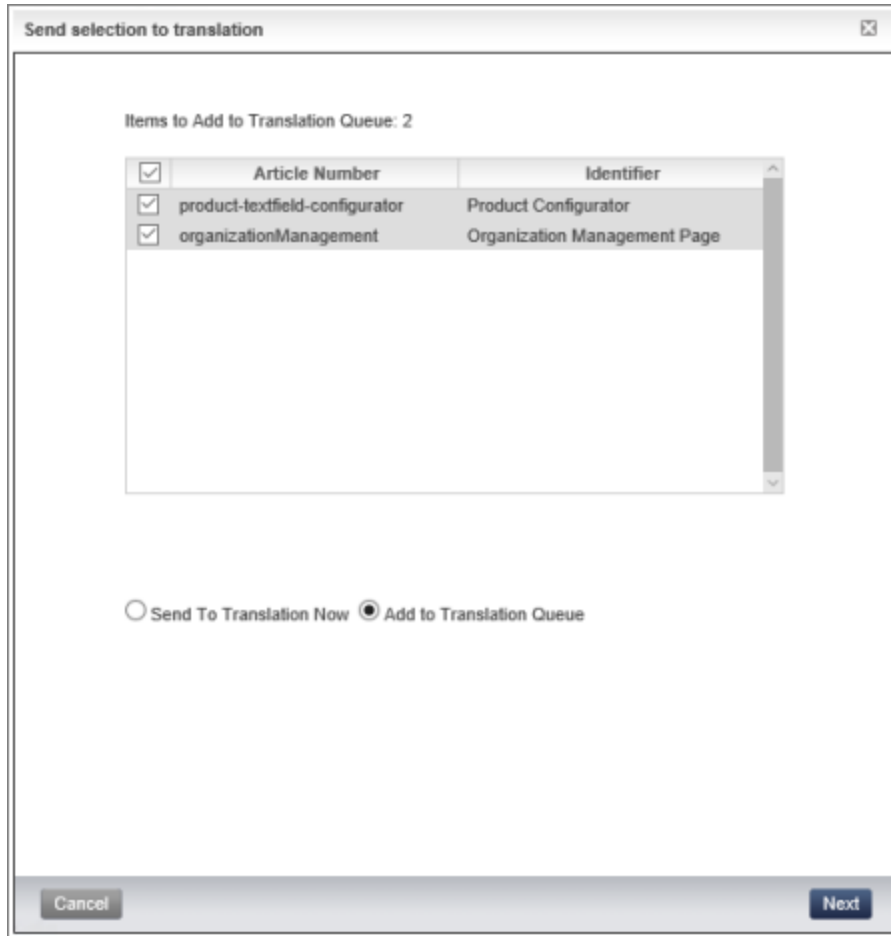 Send selection to translation
Items to Add to Translation Queue: 2
Article Number Identifier
product-textfield-configurator Product Configurator
organizationManagement Organization Management Page
Send To Translation Now Add to Translation Queue
Cancel Next